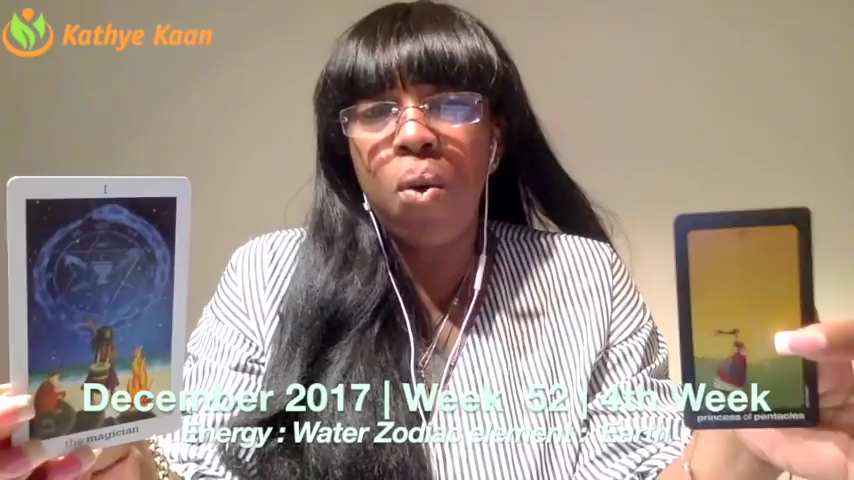 Kathye Kaan
I
the magician
princess of pentacles
December 2017 | Week 52 | 4th Week
Energy : Water Zodiac element : Earth